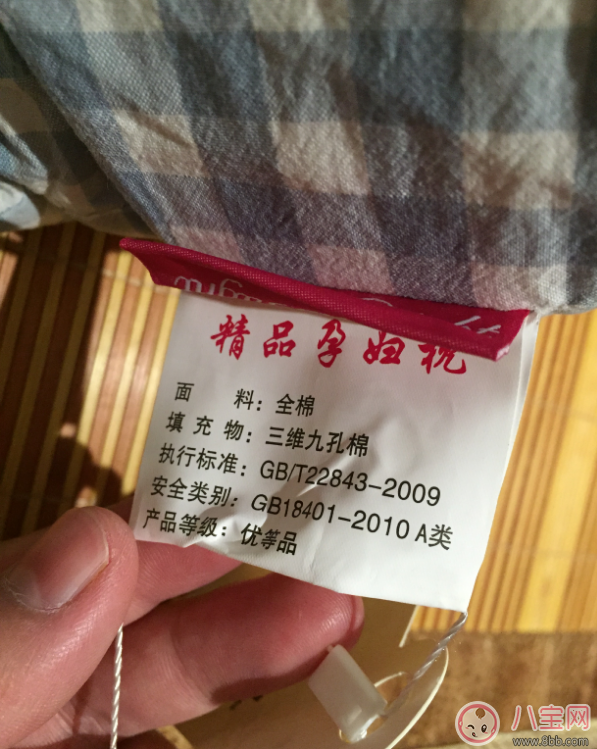 精品孕妇枕
面 料：全棉
填 充 物：三维九孔棉
执行标准：GB/T22843-2009
安全类别：GB18401-2010 A类
产品等级：优等品
八宝网
www.8bb.com